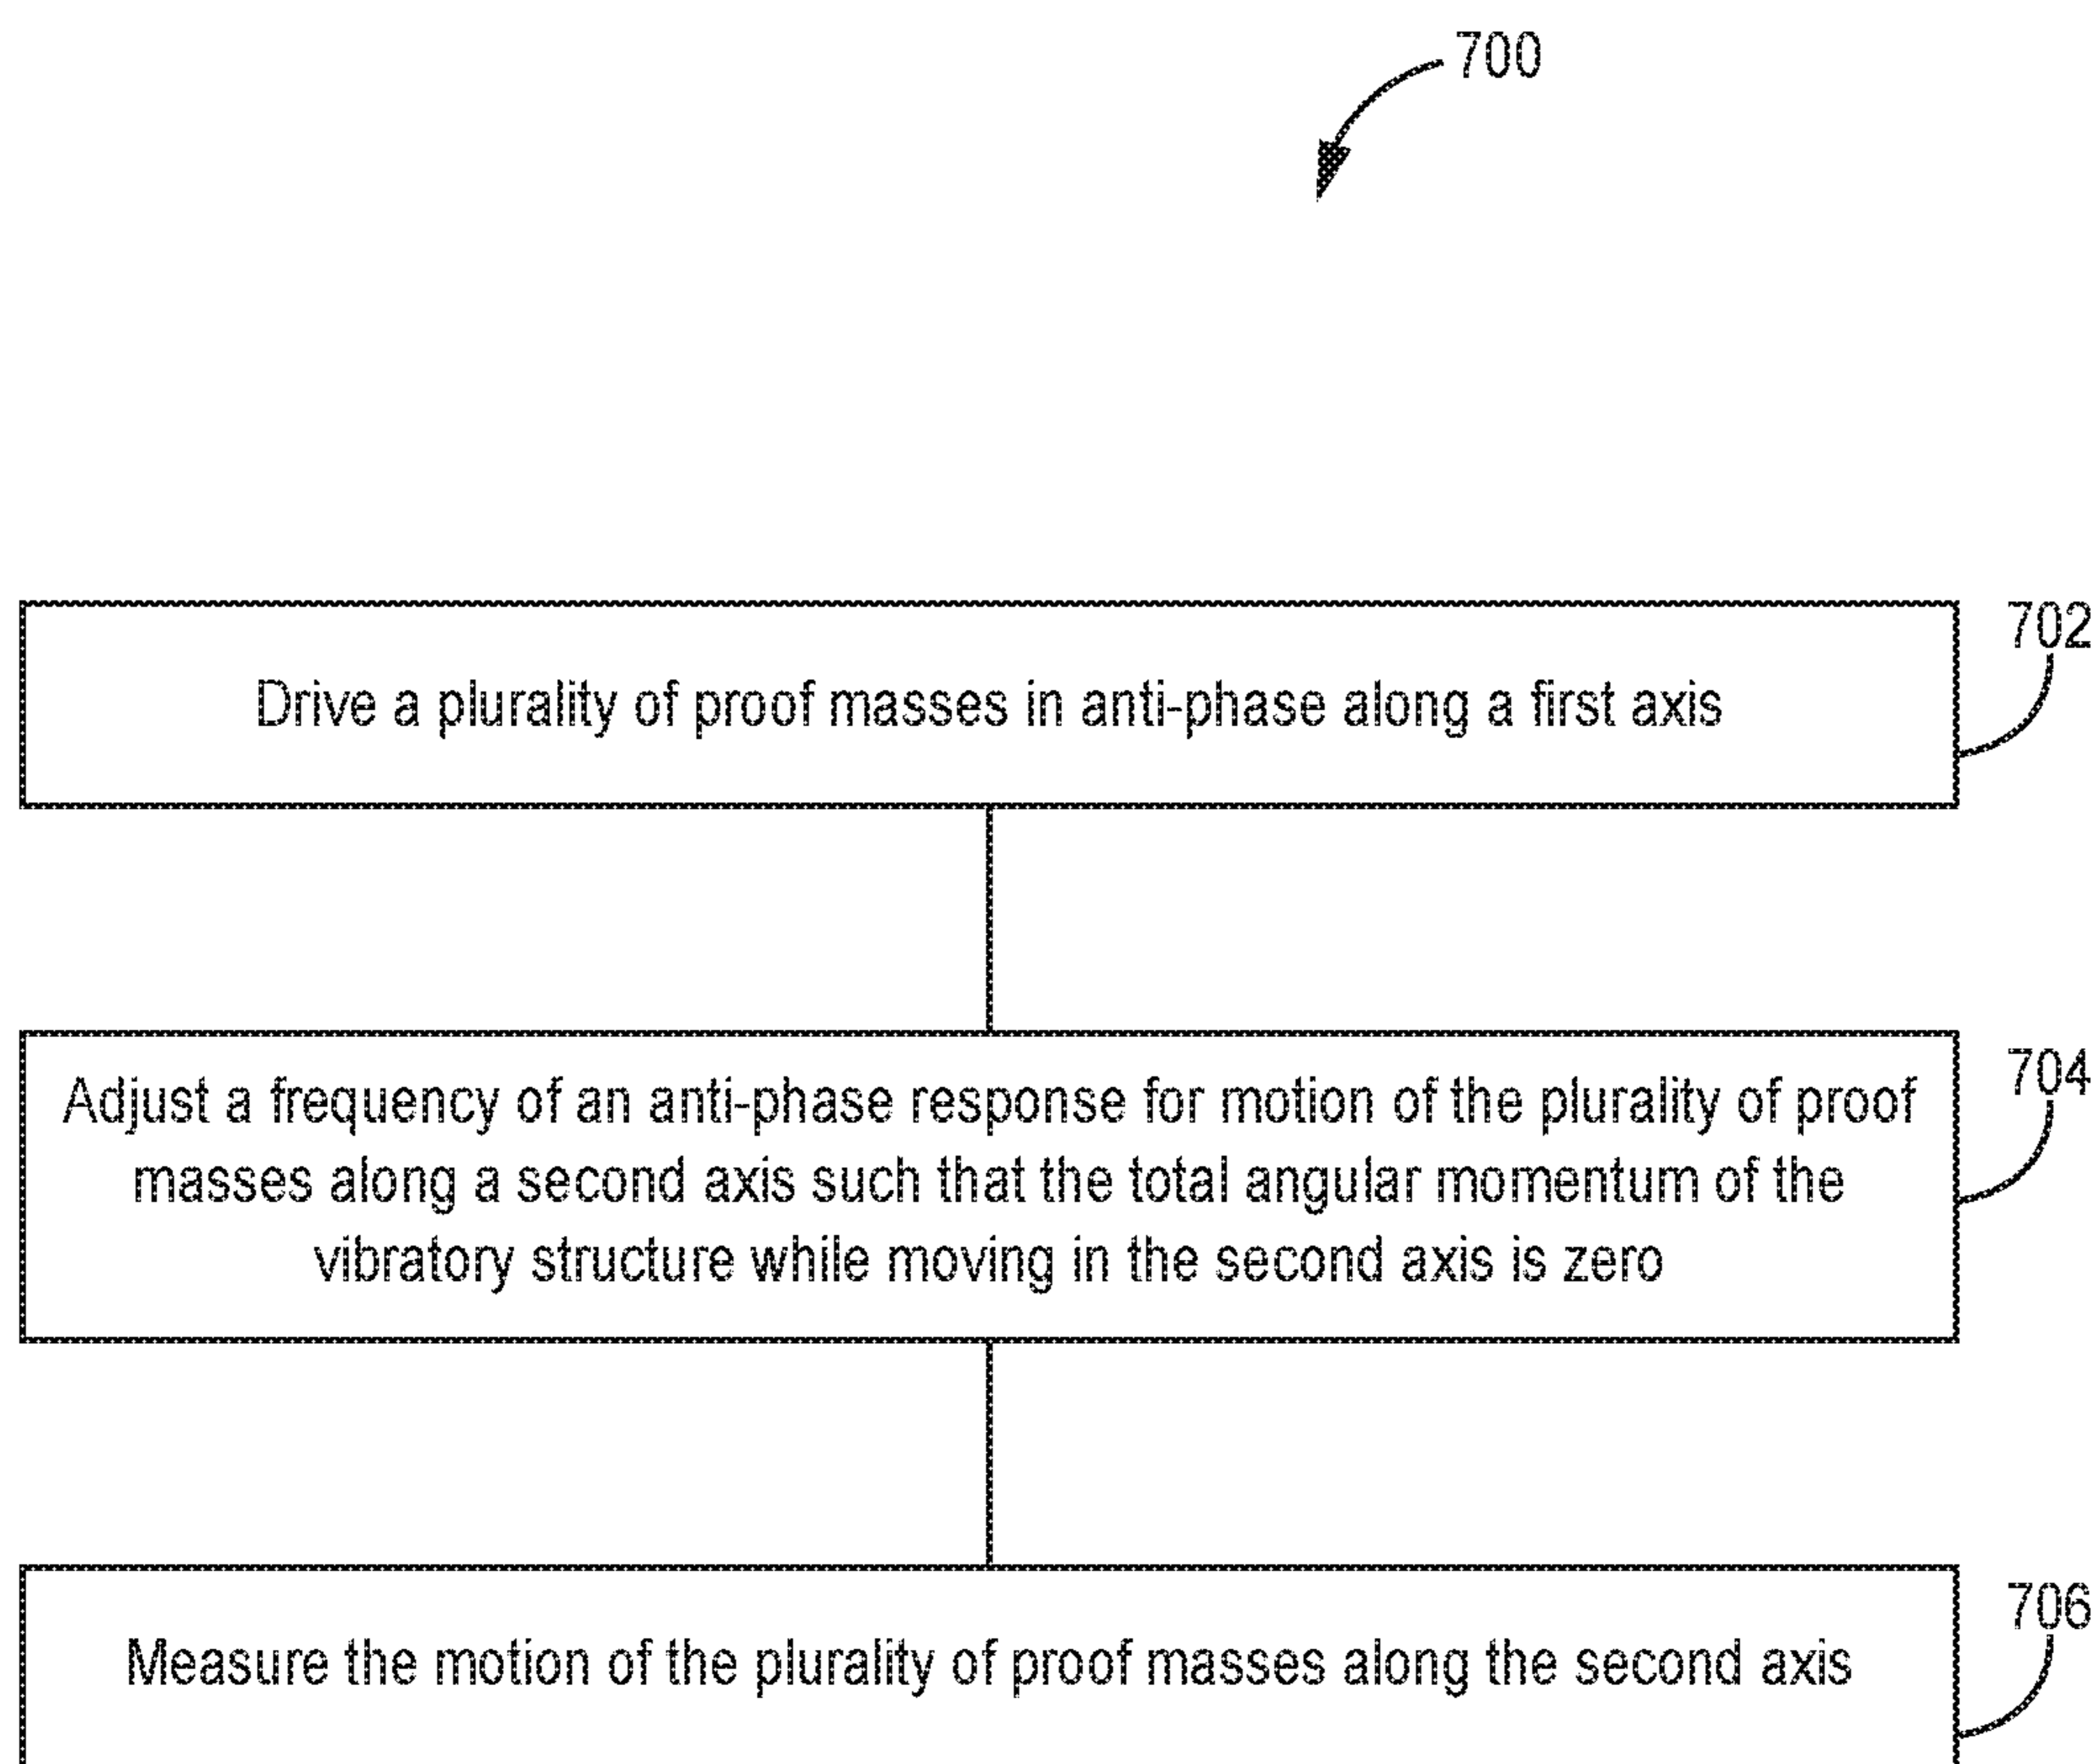 700
Drive a plurality of proof masses in anti-phase along a first axis
702
Adjust a frequency of an anti-phase response for motion of the plurality of proof
masses along a second axis such that the total angular momentum of the
vibratory structure while moving in the second axis is zero
704
Measure the motion of the plurality of proof masses along the second axis
706